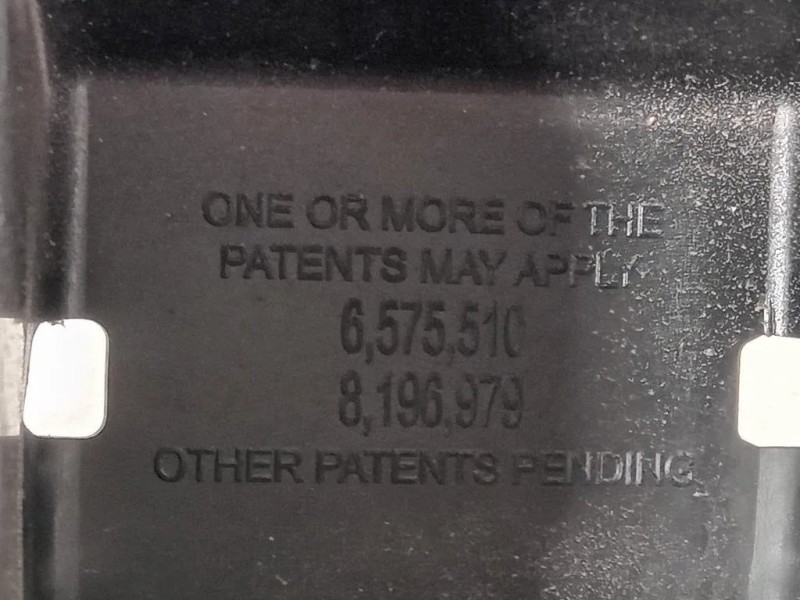 ONE OR MORE OF THE
PATENTS MAY APPLY
6,575,510
8,196,979
OTHER PATENTS PENDING